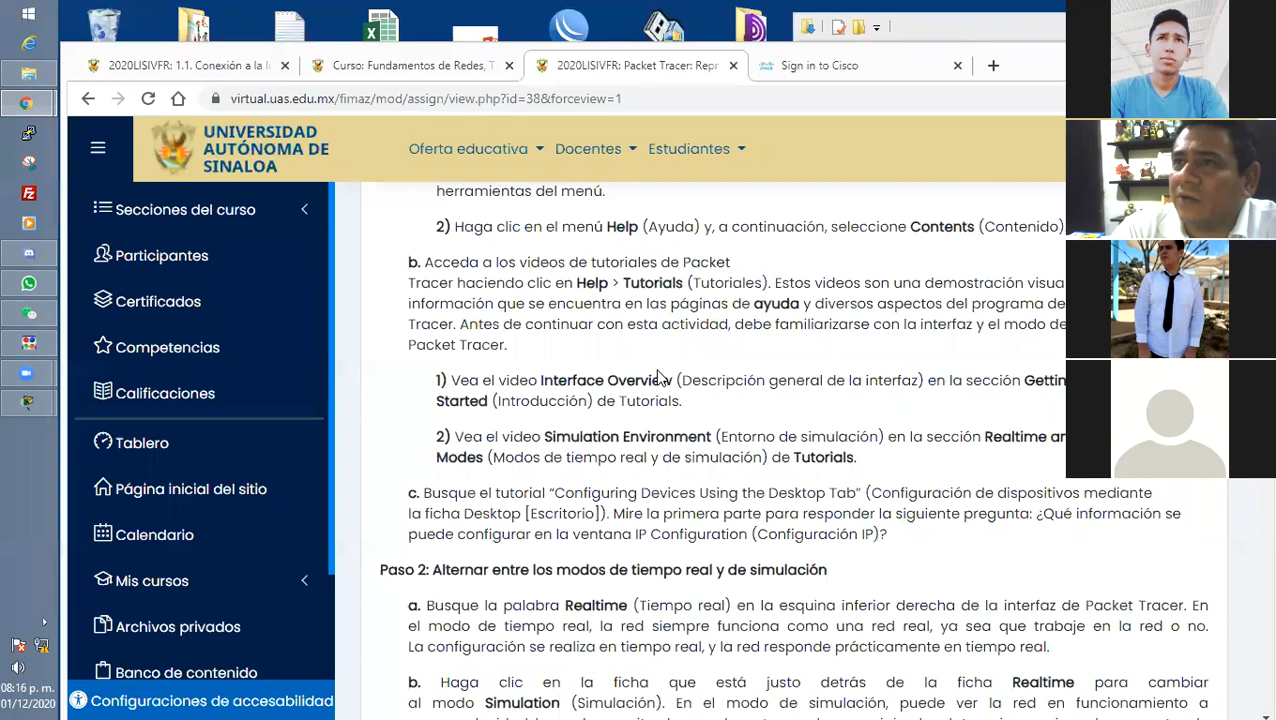 2020LISIVFR: 1.1. Conexión a la I
Curso: Fundamentos de Redes, T
2020LISIVFR: Packet Tracer: Repr
Sign in to Cisco
virtual.uas.edu.mx/fimaz/mod/assign/view.php?id=38&forceview=1
UNIVERSIDAD
AUTÓNOMA DE
SINALOA
Oferta educativa
Docentes
Estudiantes
Secciones del curso
Participantes
Certificados
Competencias
Calificaciones
Tablero
Página inicial del sitio
Calendario
Mis cursos
Archivos privados
Banco de contenido
Configuraciones de accesabilidad
herramientas del menú.
2) Haga clic en el menú Help (Ayuda) y, a continuación, seleccione Contents (Contenido)
b. Acceda a los videos de tutoriales de Packet
Tracer haciendo clic en Help > Tutorials (Tutoriales). Estos videos son una demostración visua
información que se encuentra en las páginas de ayuda y diversos aspectos del programa de
Tracer. Antes de continuar con esta actividad, debe familiarizarse con la interfaz y el modo de
Packet Tracer.
1) Vea el video Interface Overview (Descripción general de la interfaz) en la sección Gettin
Started (Introducción) de Tutorials.
2) Vea el video Simulation Environment (Entorno de simulación) en la sección Realtime an
Modes (Modos de tiempo real y de simulación) de Tutorials.
c. Busque el tutorial “Configuring Devices Using the Desktop Tab” (Configuración de dispositivos mediante
la ficha Desktop [Escritorio]). Mire la primera parte para responder la siguiente pregunta: ¿Qué información se
puede configurar en la ventana IP Configuration (Configuración IP)?
Paso 2: Alternar entre los modos de tiempo real y de simulación
a. Busque la palabra Realtime (Tiempo real) en la esquina inferior derecha de la interfaz de Packet Tracer. En
el modo de tiempo real, la red siempre funciona como una red real, ya sea que trabaje en la red o no.
La configuración se realiza en tiempo real, y la red responde prácticamente en tiempo real.
b. Haga clic en la ficha que está justo detrás de la ficha Realtime para cambiar
al modo Simulation (Simulación). En el modo de simulación, puede ver la red en funcionamiento a
08:16 p. m.
01/12/2020